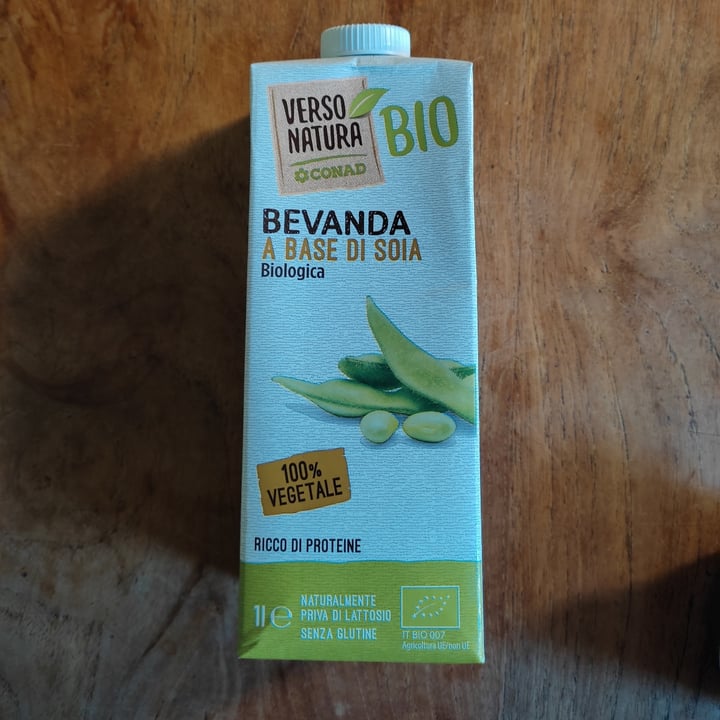 VERSO
NATURA
CONAD
BIO
BEVANDA
A BASE DI SOIA
Biologica
100%
VEGETALE
RICCO DI PROTEINE
1l e
NATURALMENTE
PRIVA DI LATTOSIO
SENZA GLUTINE
IT BIO 007
Agricoltura UE/non UE